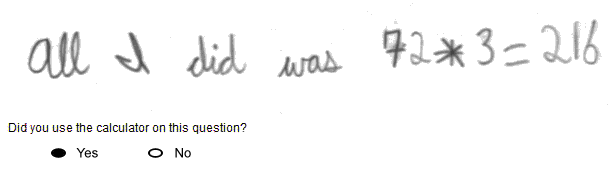 all I did was 72*3=216
Did you use the calculator on this question?
Yes No